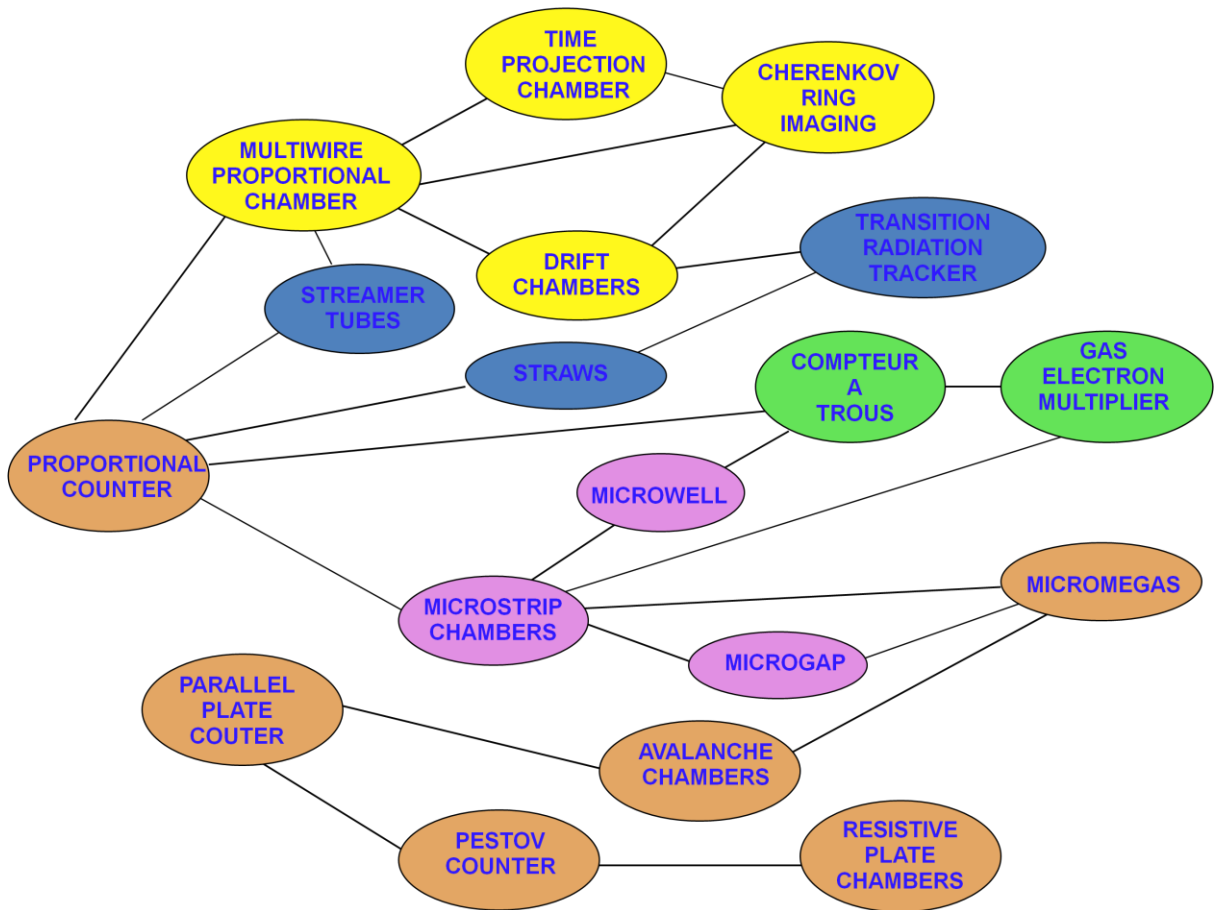 TIME
PROJECTION
CHAMBER
CHERENKOV
RING
IMAGING
MULTIWIRE
PROPORTIONAL
CHAMBER
DRIFT
CHAMBERS
TRANSITION
RADIATION
TRACKER
STREAMER
TUBES
STRAWS
COMPTEUR
A
TROUS
GAS
ELECTRON
MULTIPLIER
PROPORTIONAL
COUNTER
MICROWELL
MICROSTRIP
CHAMBERS
MICROMEGAS
MICROGAP
PARALLEL
PLATE
COUTER
AVALANCHE
CHAMBERS
PESTOV
COUNTER
RESISTIVE
PLATE
CHAMBERS